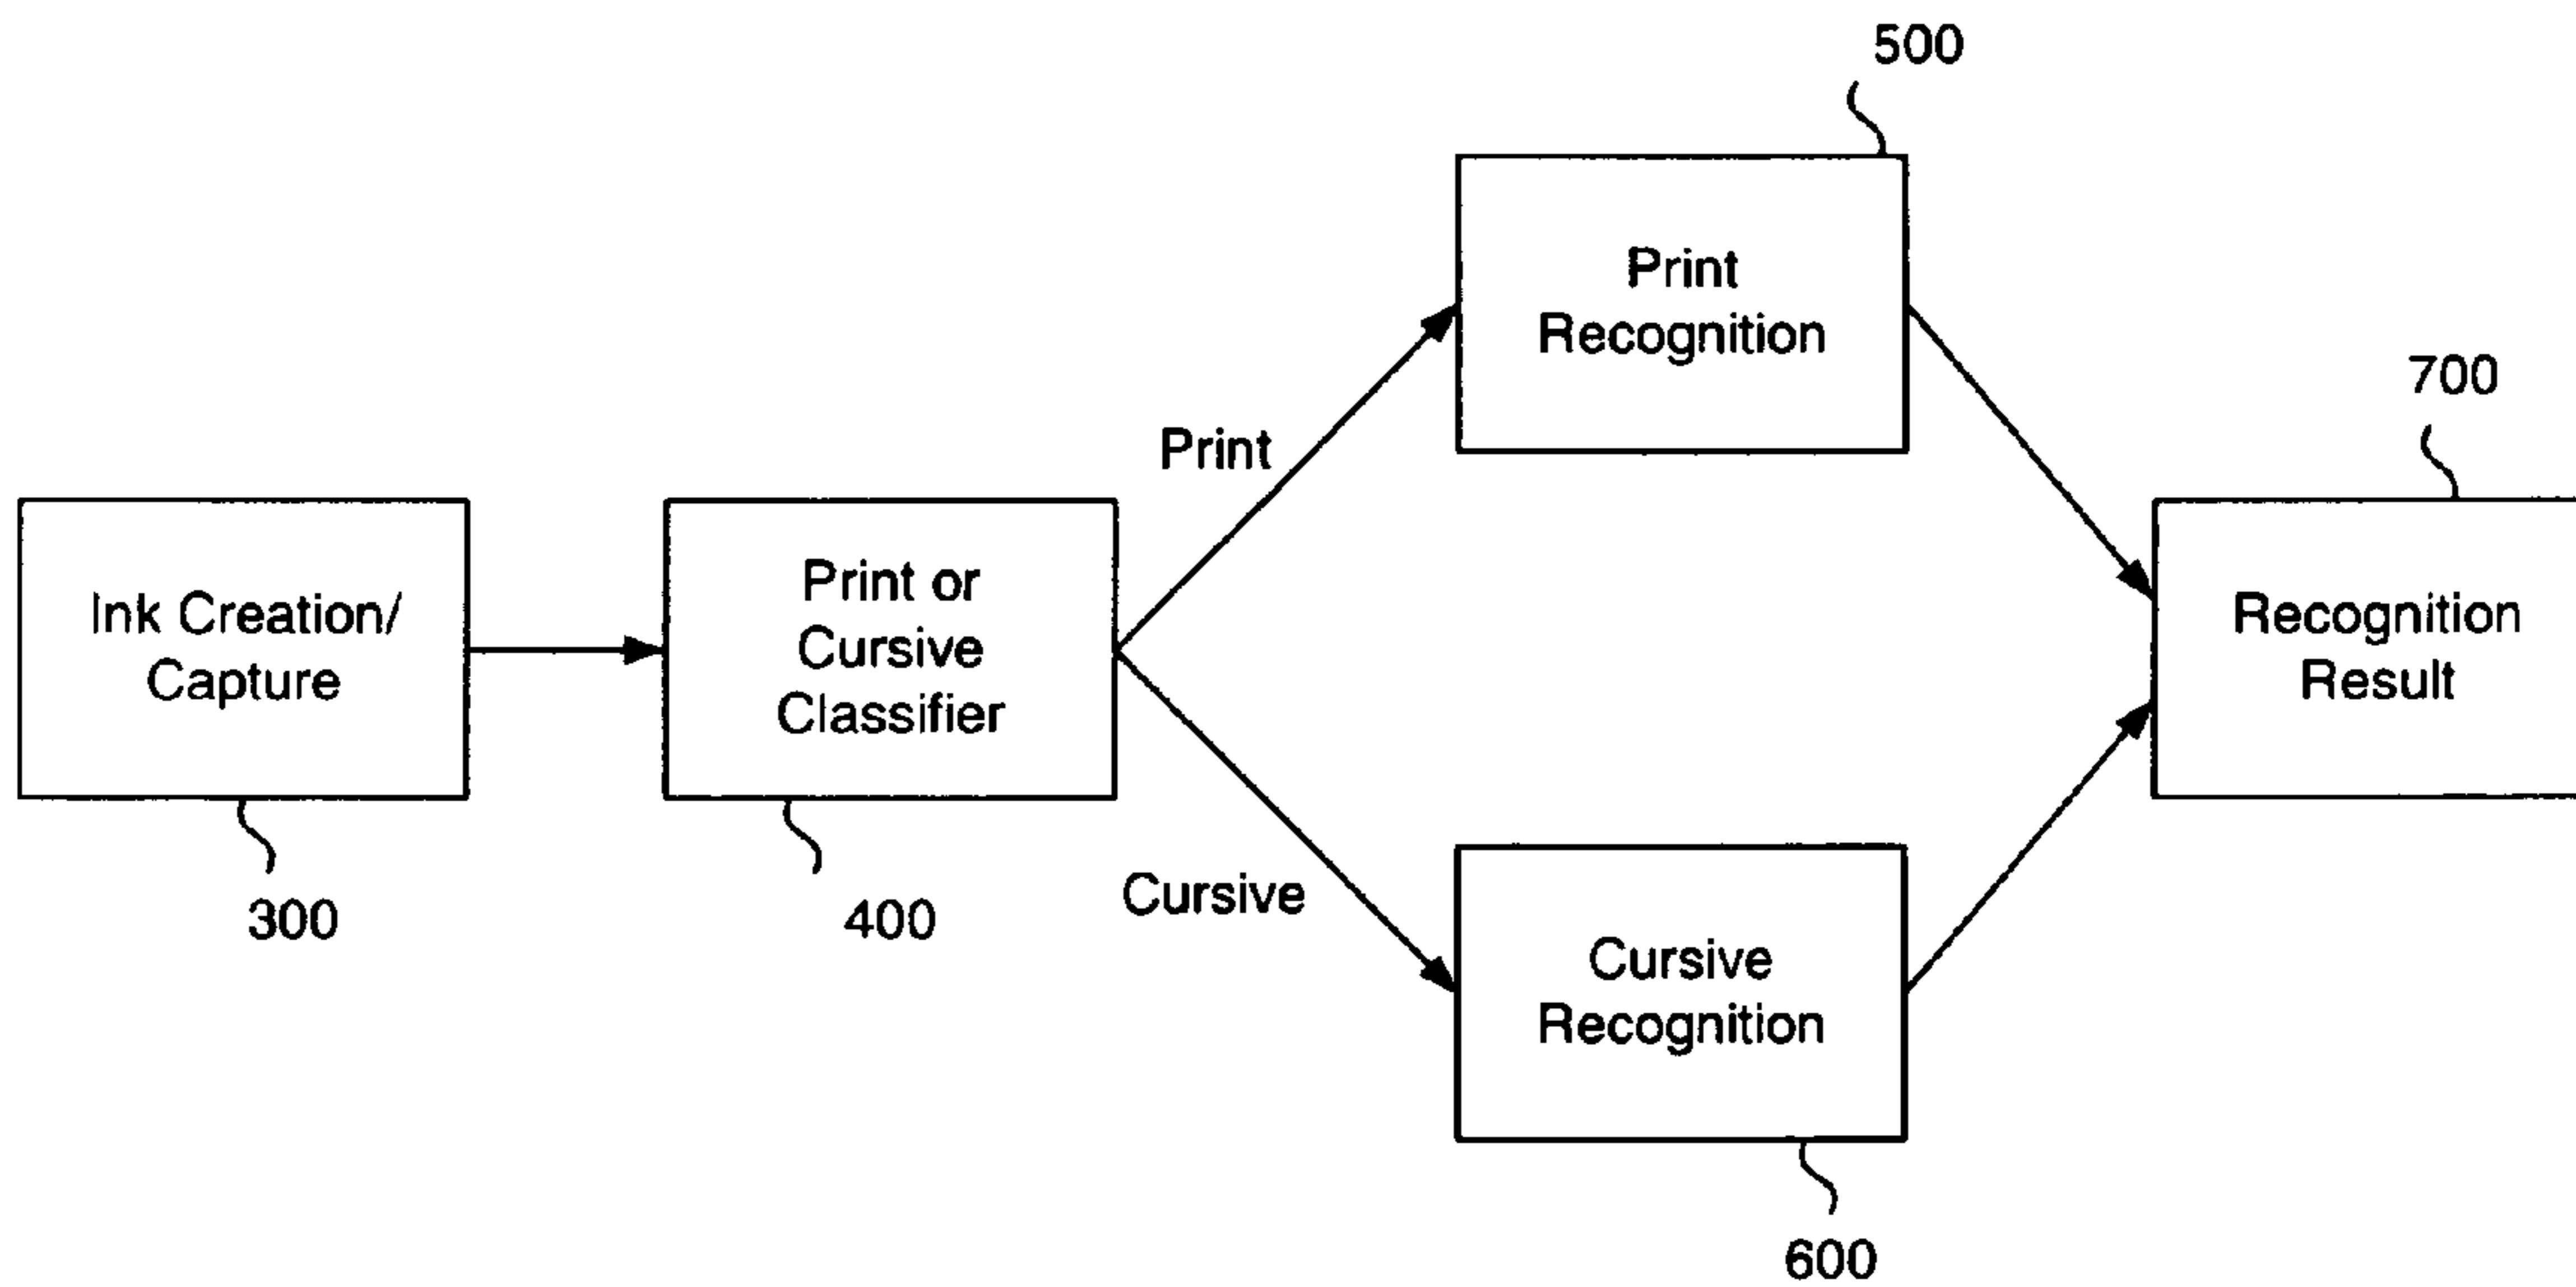 500
Print
Recognition
700
Print
Ink Creation/
Capture
Print or
Cursive
Classifier
Recognition
Result
Cursive
300
400
Cursive
Recognition
600